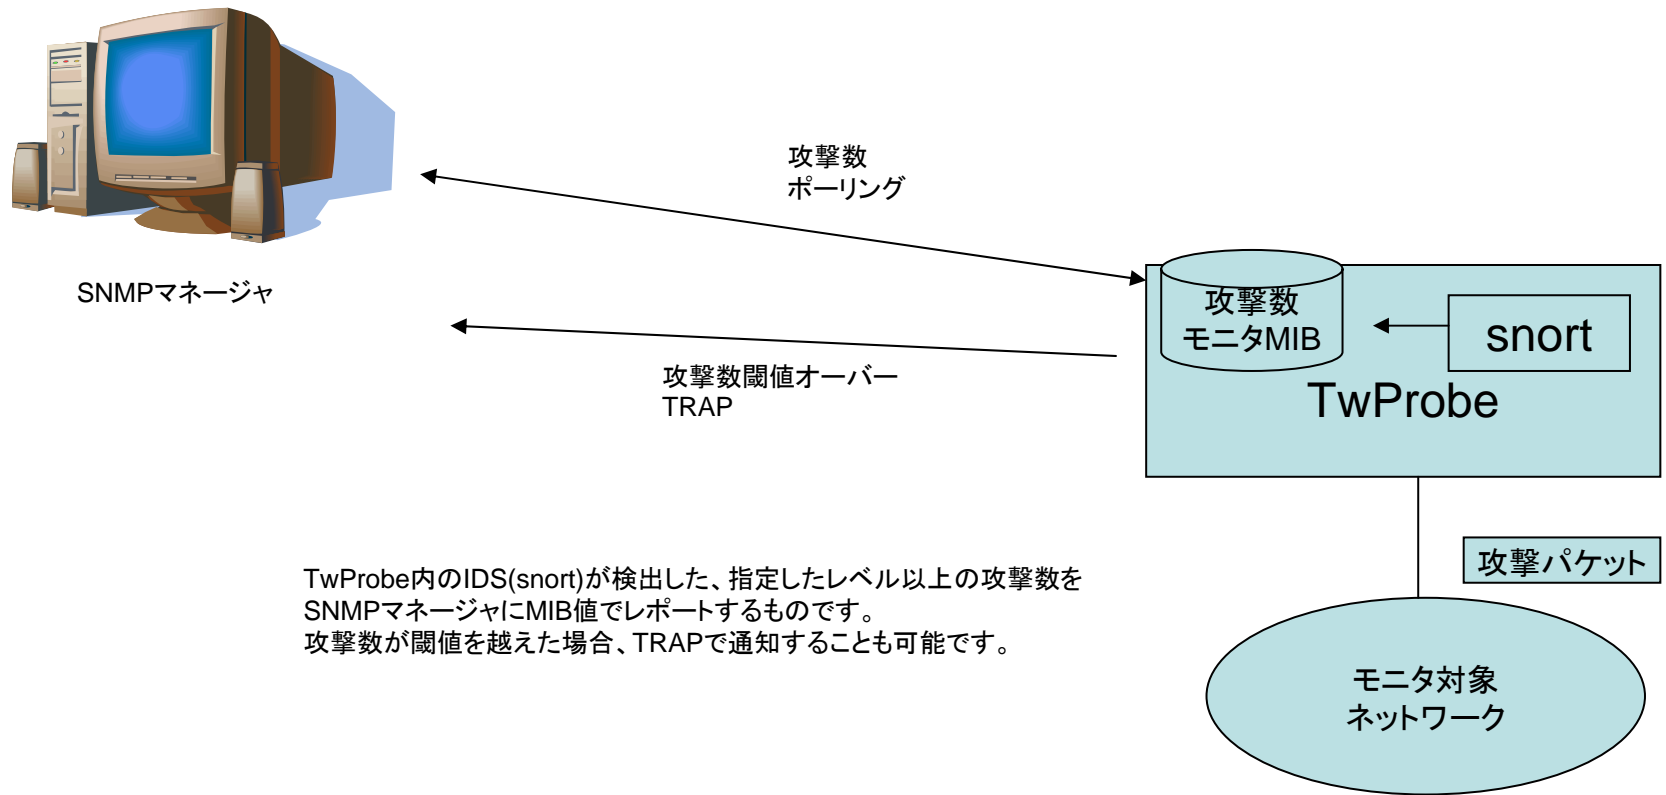 攻撃数
ポーリング
SNMPマネージャ
攻撃数
モニタMIB
snort
TwProbe
攻撃数閾値オーバー
TRAP
攻撃パケット
TwProbe内のIDS(snort)が検出した、指定したレベル以上の攻撃数を
SNMPマネージャにMIB値でレポートするものです。
攻撃数が閾値を越えた場合、TRAPで通知することも可能です。
モニタ対象
ネットワーク